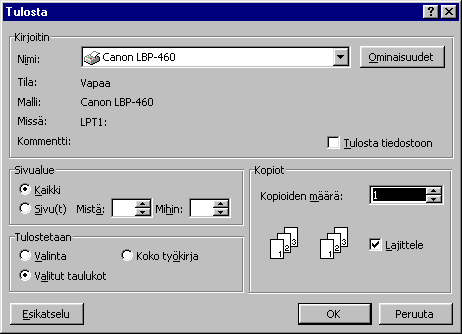 Tulosta
Kirjoitin
Nimi: Canon LBP-460 Ominaisuudet
Tila: Vapaa
Malli: Canon LBP-460
Missä: LPT1:
Kommentti: Tulosta tiedostoon
Sivualue
Kaikki
Sivu(t) Mistä: Mihin:
Tulostetaan
Valinta Koko työkirja
Valitut taulukot
Kopiot
Kopioiden määrä: 1
1 2 3 1 2 3 Lajittele
Esikatselu OK Peruuta